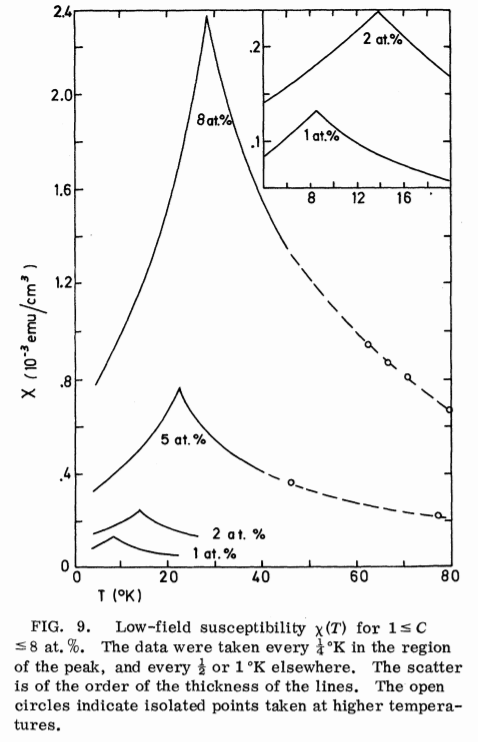 2.4
2.0
1.6
1.2
.8
.4
0
χ (10⁻³ emu/cm³)
8 at.%
5 at.%
2 at. %
1 at.%
0 20 40 60 80
T (°K)
.2
.1
2 at.%
1 at.%
8 12 16
FIG. 9. Low-field susceptibility χ(T) for 1 ≤ C
≤ 8 at. %. The data were taken every ¼ °K in the region
of the peak, and every ½ or 1 °K elsewhere. The scatter
is of the order of the thickness of the lines. The open
circles indicate isolated points taken at higher tempera-
tures.